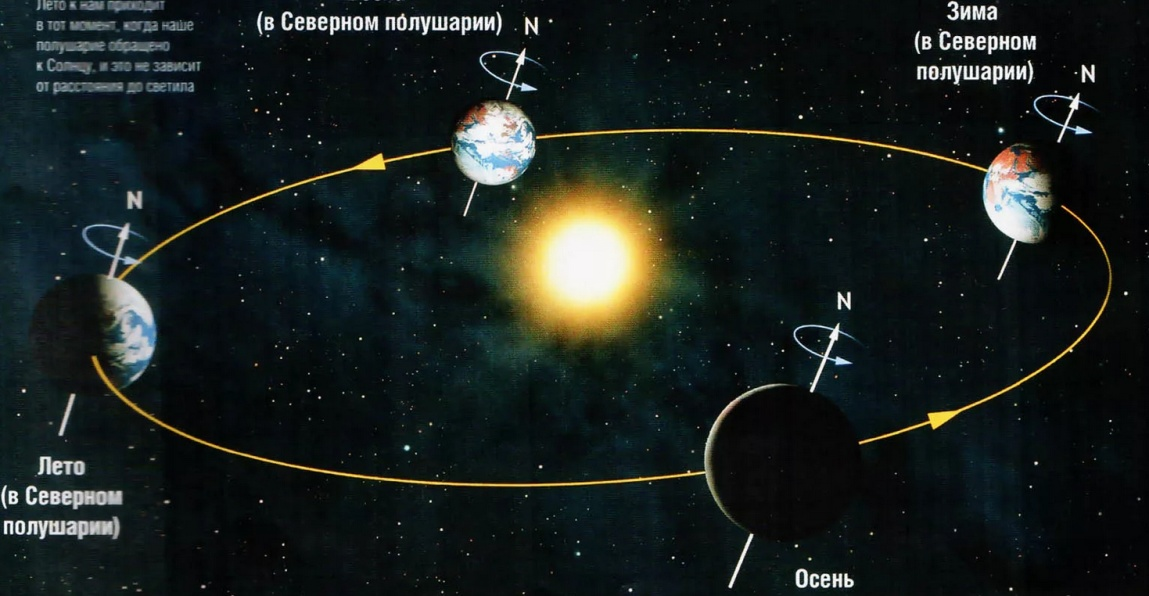 Лето к нам приходит
в тот момент, когда наше
полушарие обращено
к Солнцу, и это не зависит
от расстояния до светила
(в Северном полушарии)
N
Зима
(в Северном
полушарии)
N
N
N
Лето
(в Северном
полушарии)
Осень